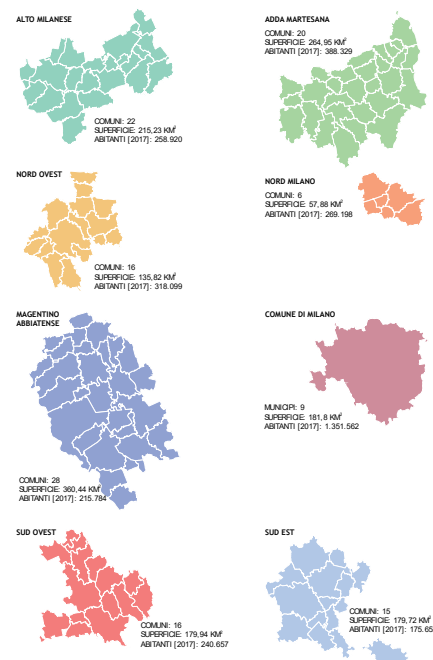 ALTO MILANESE
COMUNI: 22
SUPERFICIE: 215,23 KM²
ABITANTI [2017]: 258.920
ADDA MARTESANA
COMUNI: 20
SUPERFICIE: 264,95 KM²
ABITANTI [2017]: 388.329
NORD OVEST
COMUNI: 16
SUPERFICIE: 135,82 KM²
ABITANTI [2017]: 318.099
NORD MILANO
COMUNI: 6
SUPERFICIE: 57,88 KM²
ABITANTI [2017]: 269.198
MAGENTINO
ABBIATENSE
COMUNI: 28
SUPERFICIE: 360,44 KM²
ABITANTI [2017]: 215.784
COMUNE DI MILANO
MUNICIPI: 9
SUPERFICIE: 181,8 KM²
ABITANTI [2017]: 1.351.562
SUD OVEST
COMUNI: 16
SUPERFICIE: 179,94 KM²
ABITANTI [2017]: 240.657
SUD EST
COMUNI: 15
SUPERFICIE: 179,72 KM²
ABITANTI [2017]: 175.65